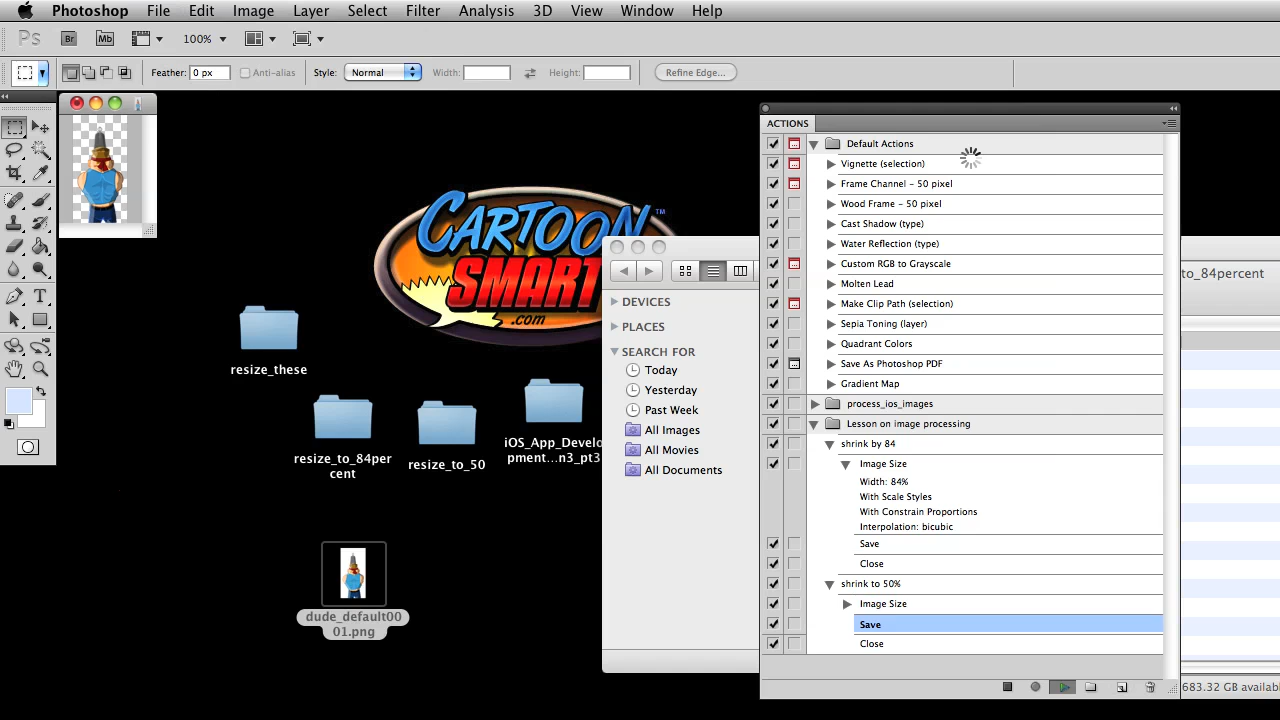 Photoshop File Edit Image Layer Select Filter Analysis 3D View Window Help
Ps Br Mb 100%
Feather: 0 px Anti-alias Style: Normal Width: Height: Refine Edge...
ACTIONS
Default Actions
Vignette (selection)
Frame Channel - 50 pixel
Wood Frame - 50 pixel
Cast Shadow (type)
Water Reflection (type)
Custom RGB to Grayscale
Molten Lead
Make Clip Path (selection)
Sepia Toning (layer)
Quadrant Colors
Save As Photoshop PDF
Gradient Map
process_ios_images
Lesson on image processing
shrink by 84
Image Size
Width: 84%
With Scale Styles
With Constrain Proportions
Interpolation: bicubic
Save
Close
shrink to 50%
Image Size
Save
Close
CARTOON
TM
SMART
.com
resize_these
resize_to_84per
cent
resize_to_50
iOS_App_Develo
pment...n3_pt3
dude_default00
01.png
DEVICES
PLACES
SEARCH FOR
Today
Yesterday
Past Week
All Images
All Movies
All Documents
to_84percent
683.32 GB availabl